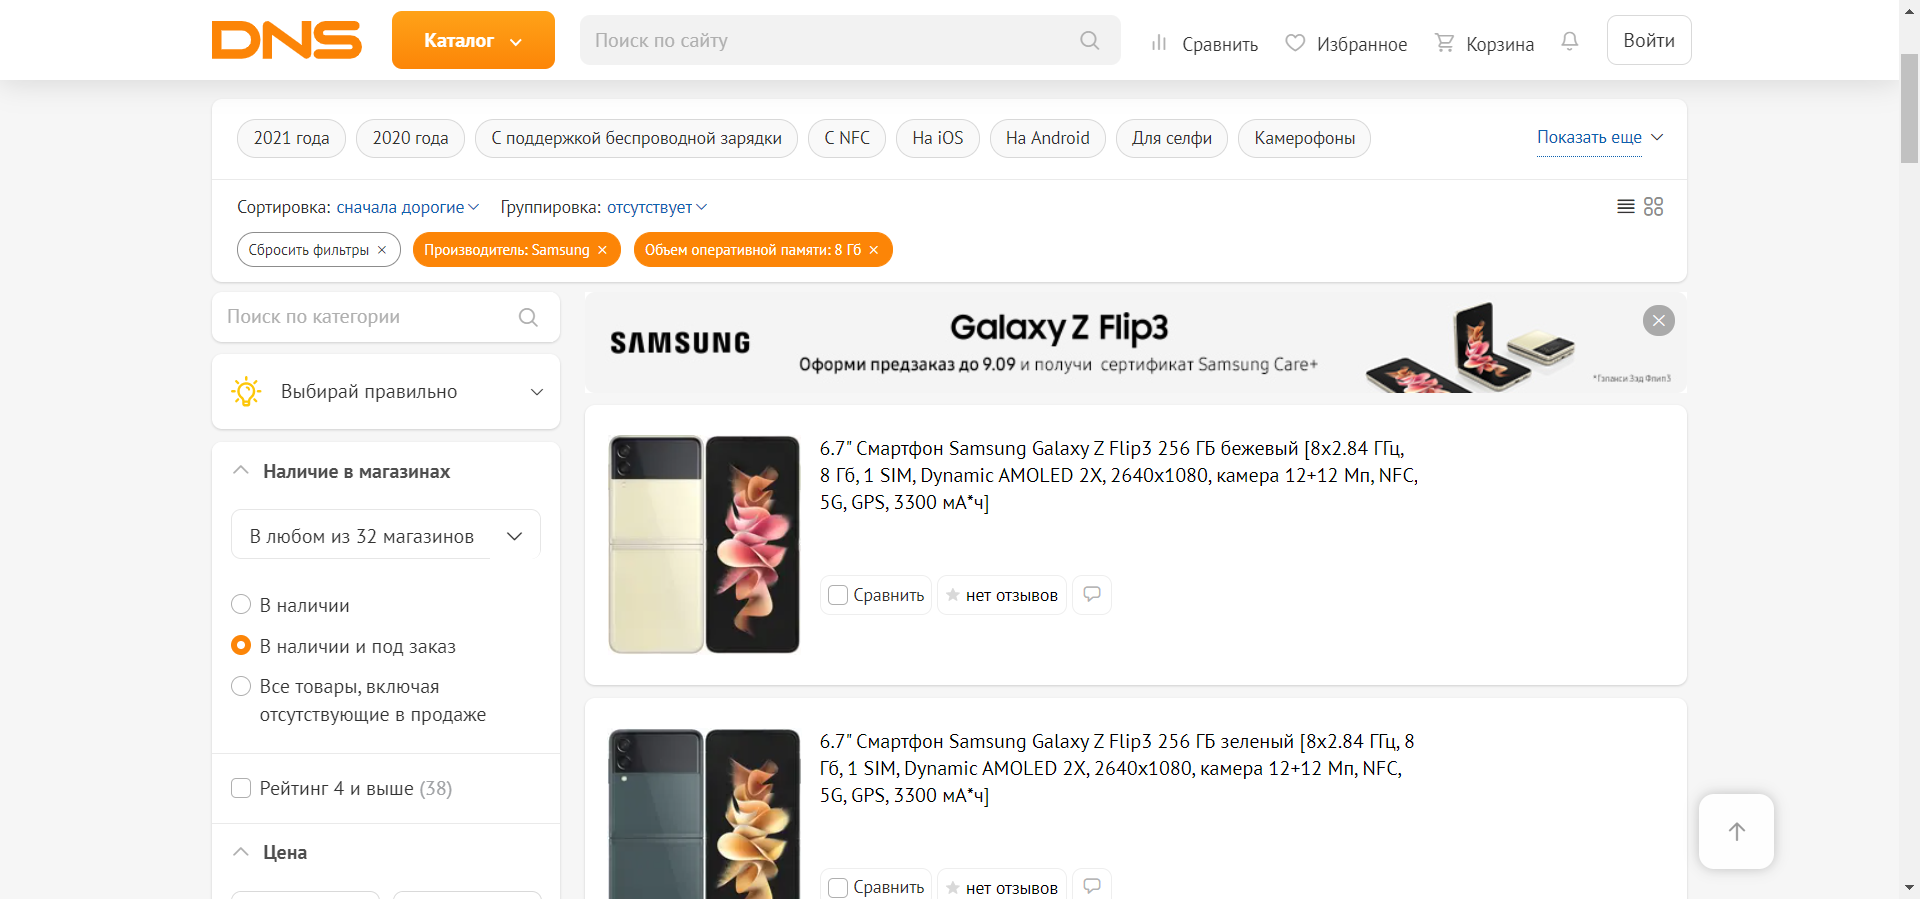 DNS
Каталог
Поиск по сайту
Сравнить
Избранное
Корзина
Войти
2021 года
2020 года
С поддержкой беспроводной зарядки
С NFC
На iOS
На Android
Для селфи
Камерофоны
Показать еще
Сортировка: сначала дорогие
Группировка: отсутствует
Сбросить фильтры
Производитель: Samsung
Объем оперативной памяти: 8 Гб
Поиск по категории
Выбирай правильно
Наличие в магазинах
В любом из 32 магазинов
В наличии
В наличии и под заказ
Все товары, включая
отсутствующие в продаже
Рейтинг 4 и выше (38)
Цена
SAMSUNG
Galaxy Z Flip3
Оформи предзаказ до 9.09 и получи сертификат Samsung Care+
*Гэлакси Зэд Флип3
6.7" Смартфон Samsung Galaxy Z Flip3 256 ГБ бежевый [8x2.84 ГГц,
8 Гб, 1 SIM, Dynamic AMOLED 2X, 2640x1080, камера 12+12 Мп, NFC,
5G, GPS, 3300 мА*ч]
Сравнить
нет отзывов
6.7" Смартфон Samsung Galaxy Z Flip3 256 ГБ зеленый [8x2.84 ГГц, 8
Гб, 1 SIM, Dynamic AMOLED 2X, 2640x1080, камера 12+12 Мп, NFC,
5G, GPS, 3300 мА*ч]
Сравнить
нет отзывов